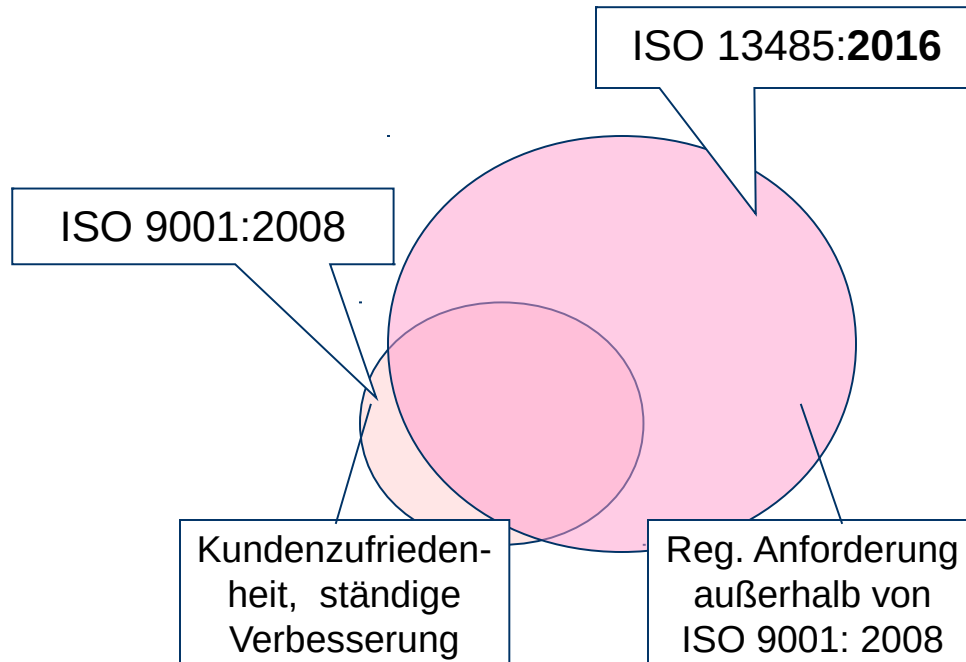 ISO 13485:2016
ISO 9001:2008
Kundenzufrieden-
heit, ständige
Verbesserung
Reg. Anforderung
außerhalb von
ISO 9001: 2008